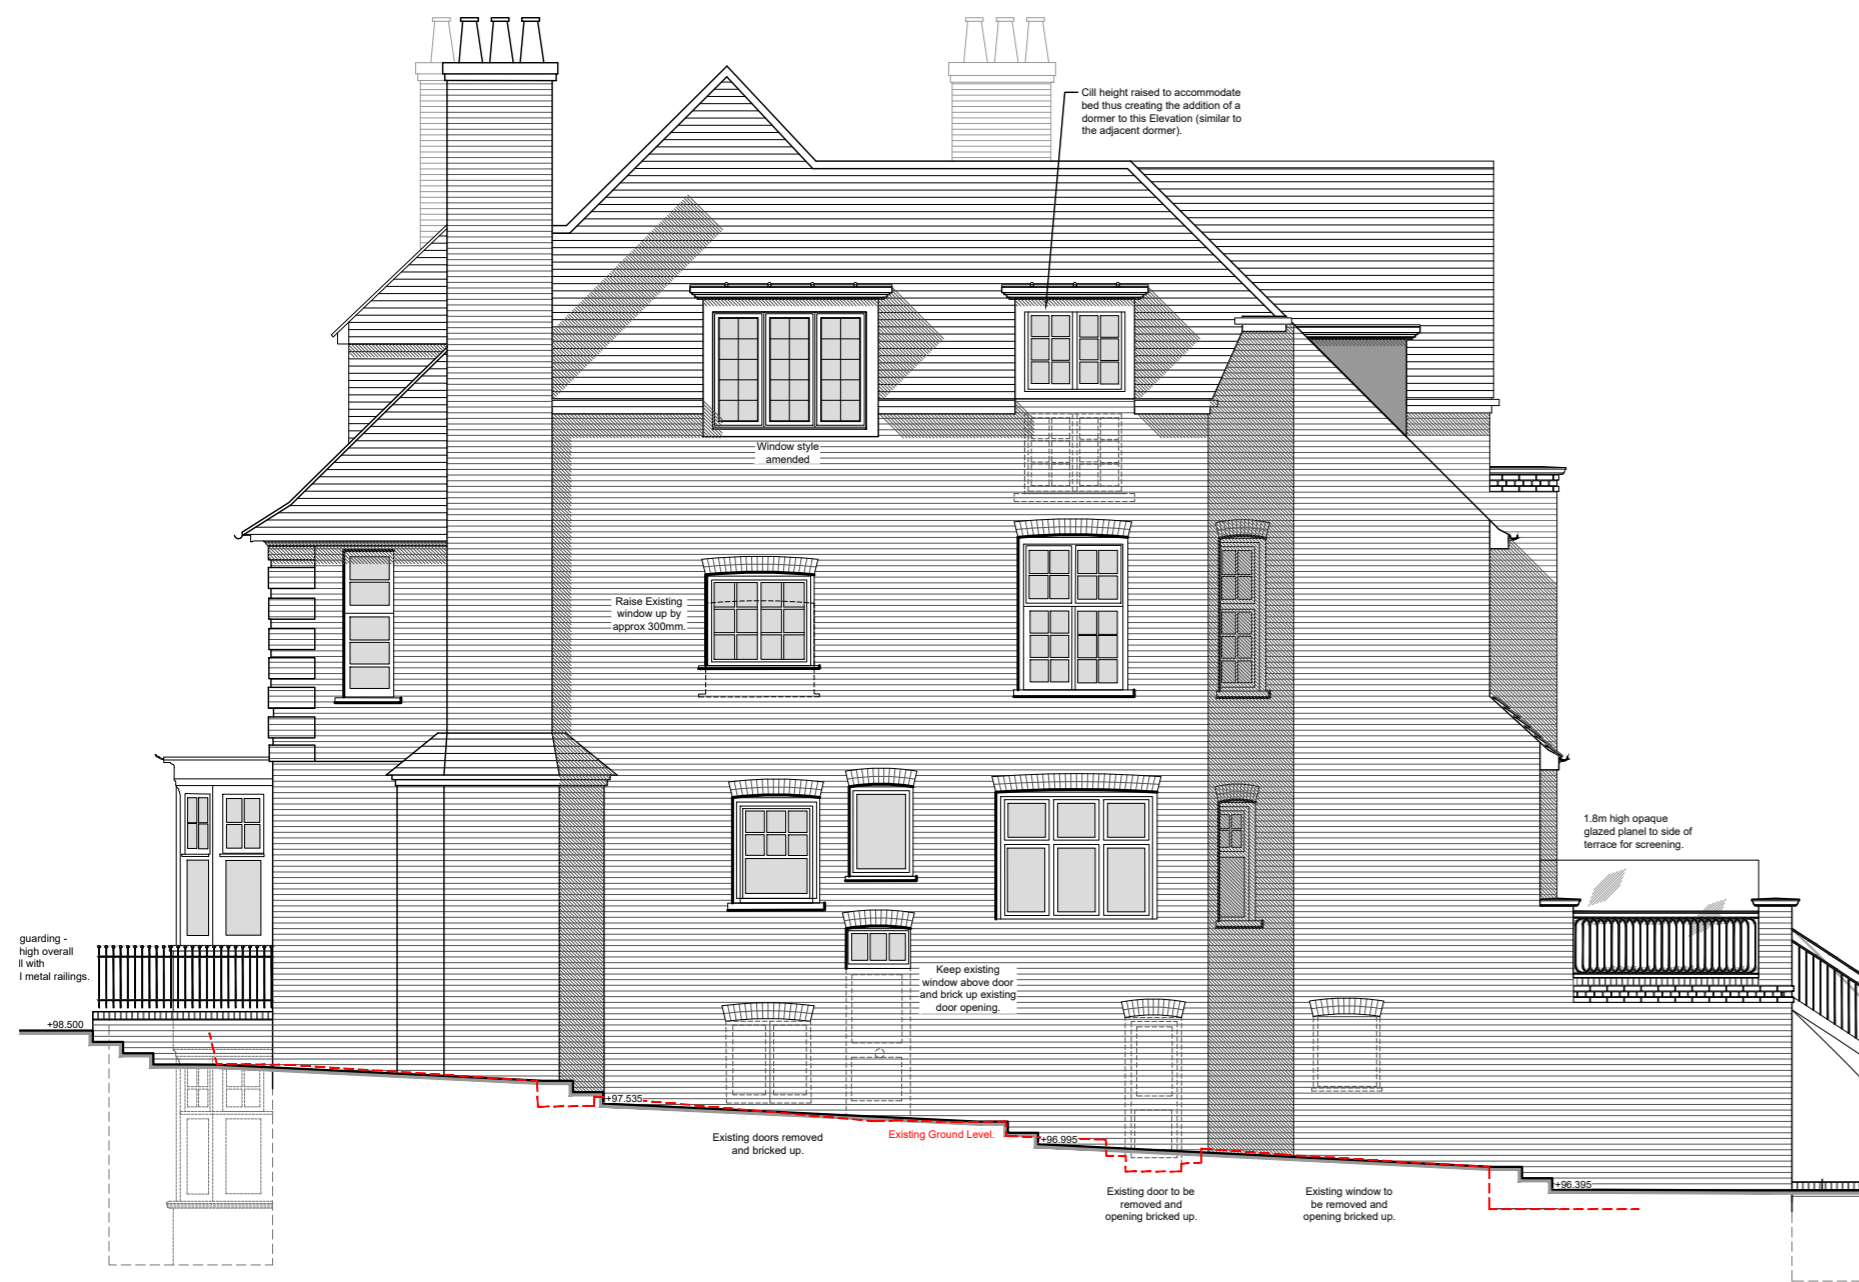 Cill height raised to accommodate
bed thus creating the addition of a
dormer to this Elevation (similar to
the adjacent dormer).
Window style
amended
Raise Existing
window up by
approx 300mm.
1.8m high opaque
glazed planel to side of
terrace for screening.
guarding -
high overall
ll with
l metal railings.
Keep existing
window above door
and brick up existing
door opening.
+98.500
+97.535
Existing doors removed
and bricked up.
Existing Ground Level.
+96.995
+96.395
Existing door to be
removed and
opening bricked up.
Existing window to
be removed and
opening bricked up.